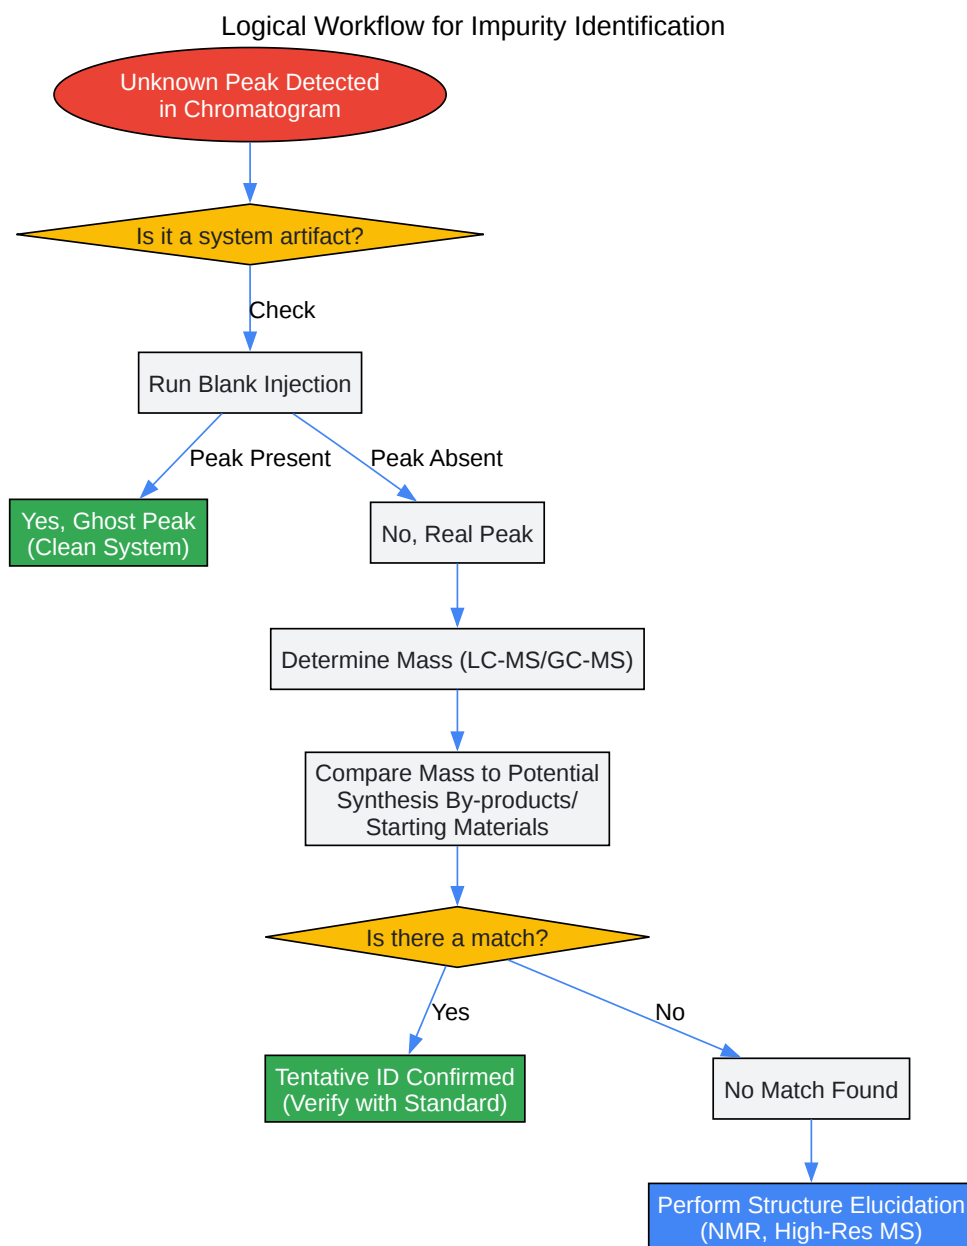 Logical Workflow for Impurity Identification
Unknown Peak Detected
in Chromatogram
Is it a system artifact?
Check
Run Blank Injection
Peak Present
Peak Absent
Yes, Ghost Peak
(Clean System)
No, Real Peak
Determine Mass (LC-MS/GC-MS)
Compare Mass to Potential
Synthesis By-products/
Starting Materials
Is there a match?
Yes
No
Tentative ID Confirmed
(Verify with Standard)
No Match Found
Perform Structure Elucidation
(NMR, High-Res MS)